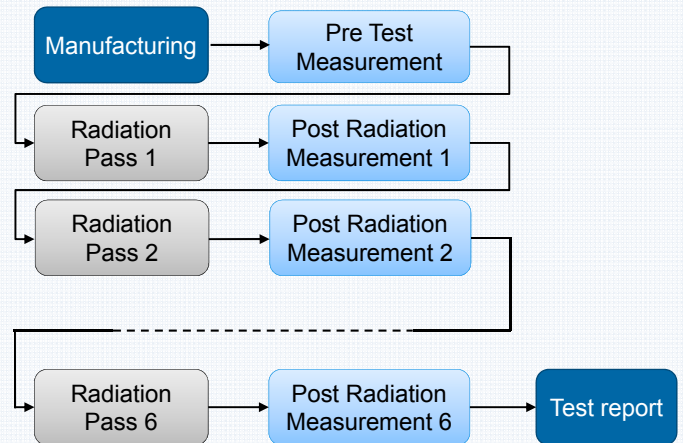 Manufacturing
Pre Test
Measurement
Radiation
Pass 1
Post Radiation
Measurement 1
Radiation
Pass 2
Post Radiation
Measurement 2
Radiation
Pass 6
Post Radiation
Measurement 6
Test report